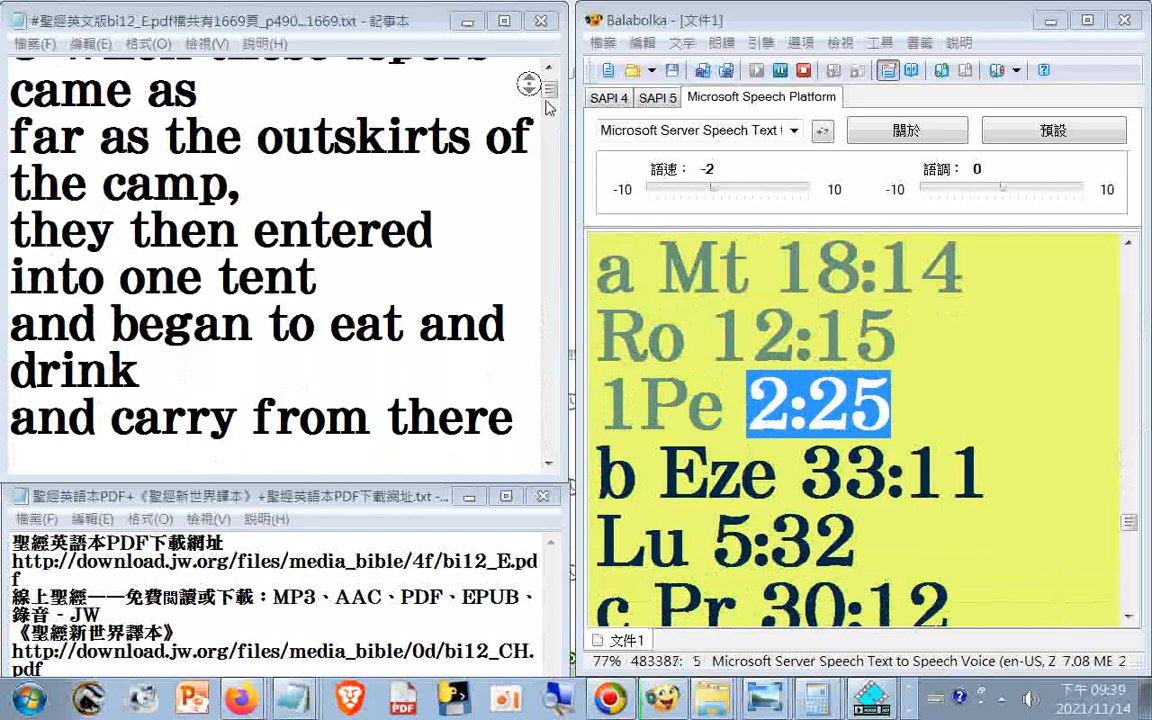 #聖經英文版bi12_E.pdf檔共有1669頁_p490...1669.txt - 記事本
檔案(F) 編輯(E) 格式(O) 檢視(V) 說明(H)
came as
far as the outskirts of
the camp,
they then entered
into one tent
and began to eat and
drink
and carry from there
聖經英語本PDF+《聖經新世界譯本》+聖經英語本PDF下載網址.txt -...
檔案(F) 編輯(E) 格式(O) 檢視(V) 說明(H)
聖經英語本PDF下載網址
http://download.jw.org/files/media_bible/4f/bi12_E.pd
f
線上聖經——免費閱讀或下載：MP3、AAC、PDF、EPUB、
錄音 - JW
《聖經新世界譯本》
http://download.jw.org/files/media_bible/0d/bi12_CH.
pdf
Balabolka - [文件1]
檔案 編輯 文字 朗讀 引擎 選項 檢視 工具 書籤 說明
SAPI 4 SAPI 5 Microsoft Speech Platform
Microsoft Server Speech Text 關於 預設
語速： -2 語調： 0
-10 10 -10 10
a Mt 18:14
Ro 12:15
1Pe 2:25
b Eze 33:11
Lu 5:32
c Pr 30:12
文件1
77% 483387: 5 Microsoft Server Speech Text to Speech Voice (en-US, Z 7.08 MB 2
PDF
下午 09:39
2021/11/14